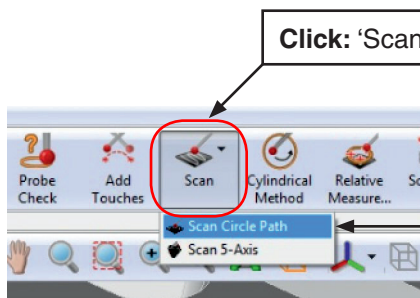 Click: ‘Scan
Probe Check
Add Touches
Scan
Cylindrical Method
Relative Measure...
Scan Circle Path
Scan 5-Axis